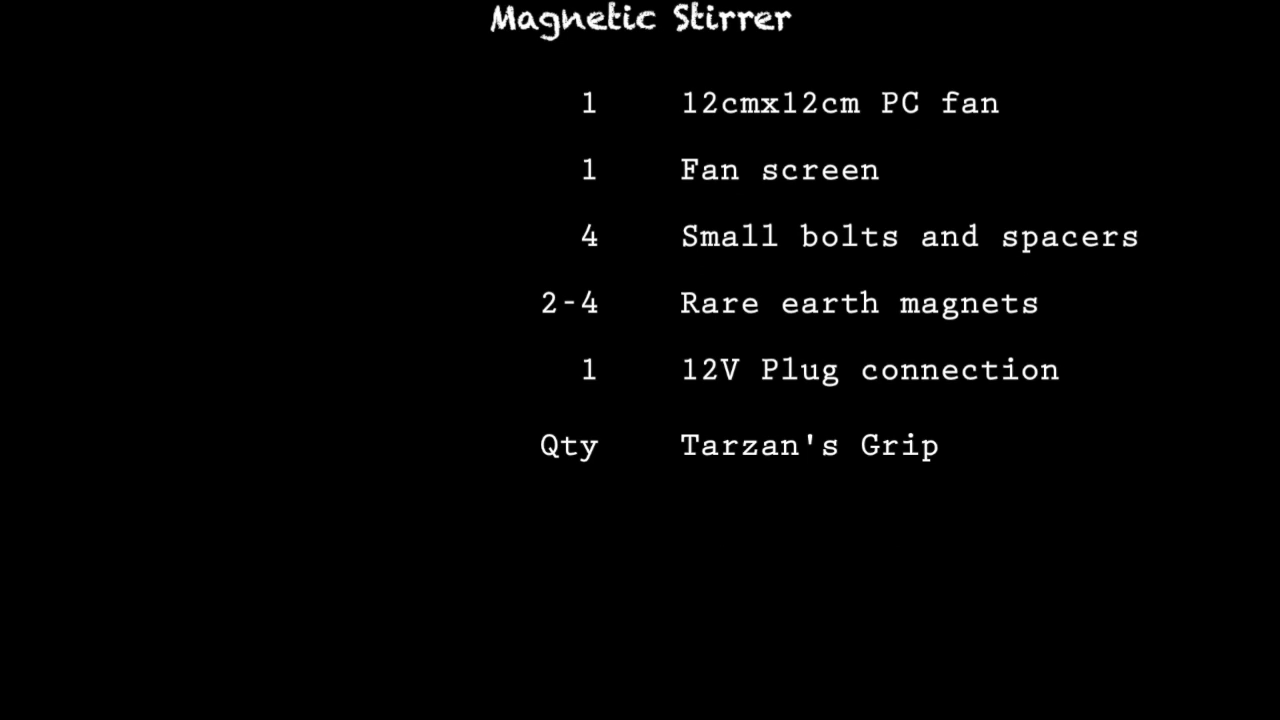 Magnetic Stirrer
1 12cmx12cm PC fan
1 Fan screen
4 Small bolts and spacers
2-4 Rare earth magnets
1 12V Plug connection
Qty Tarzan's Grip